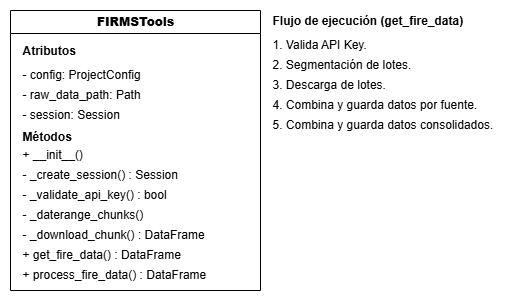 FIRMSTools
Atributos
- config: ProjectConfig
- raw_data_path: Path
- session: Session
Métodos
+ __init__()
- _create_session() : Session
- _validate_api_key() : bool
- _daterange_chunks()
- _download_chunk() : DataFrame
+ get_fire_data() : DataFrame
+ process_fire_data() : DataFrame
Flujo de ejecución (get_fire_data)
1. Valida API Key.
2. Segmentación de lotes.
3. Descarga de lotes.
4. Combina y guarda datos por fuente.
5. Combina y guarda datos consolidados.